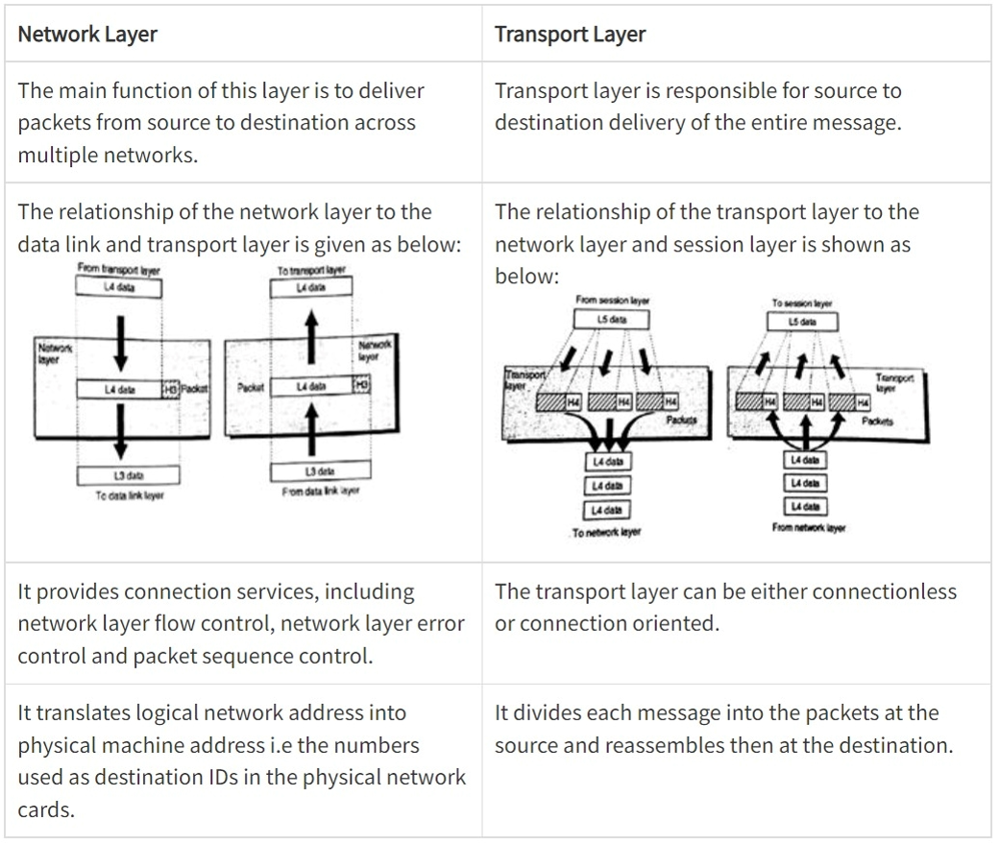 Network Layer
Transport Layer
The main function of this layer is to deliver
packets from source to destination across
multiple networks.
Transport layer is responsible for source to
destination delivery of the entire message.
The relationship of the network layer to the
data link and transport layer is given as below:
From transport layer
L4 data
Network
layer
L4 data
H3
Packet
L3 data
To data link layer
To transport layer
L4 data
Network
layer
Packet
L4 data
H3
L3 data
From data link layer
The relationship of the transport layer to the
network layer and session layer is shown as
below:
From session layer
L5 data
Transport
layer
H4
H4
H4
Packets
L4 data
L4 data
L4 data
To network layer
To session layer
L5 data
Transport
layer
H4
H4
H4
Packets
L4 data
L4 data
L4 data
From network layer
It provides connection services, including
network layer flow control, network layer error
control and packet sequence control.
The transport layer can be either connectionless
or connection oriented.
It translates logical network address into
physical machine address i.e the numbers
used as destination IDs in the physical network
cards.
It divides each message into the packets at the
source and reassembles then at the destination.